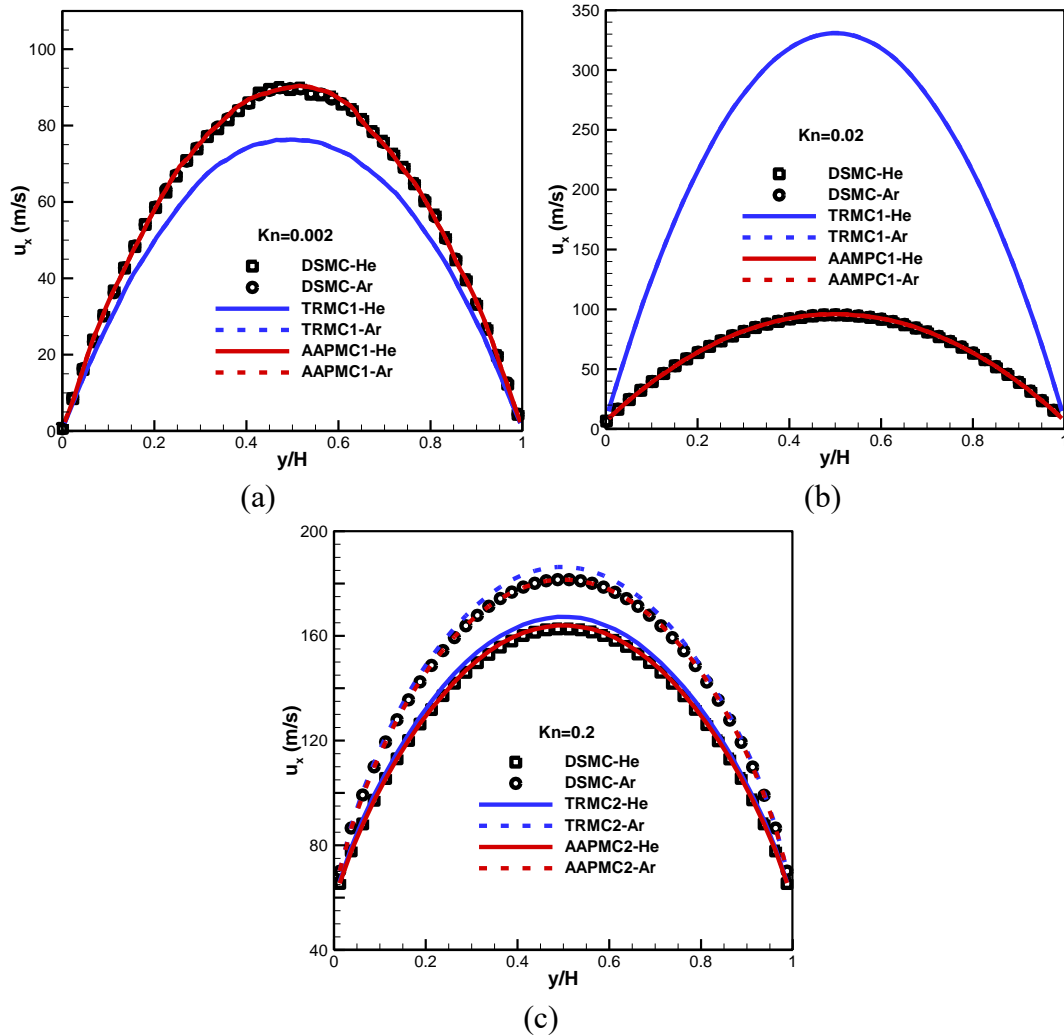 u_x (m/s)
100
80
60
40
20
0
Kn=0.002
DSMC-He
DSMC-Ar
TRMC1-He
TRMC1-Ar
AAPMC1-He
AAPMC1-Ar
0 0.2 0.4 0.6 0.8 1
y/H
(a)
u_x (m/s)
350
300
250
200
150
100
50
0
Kn=0.02
DSMC-He
DSMC-Ar
TRMC1-He
TRMC1-Ar
AAMPC1-He
AAMPC1-Ar
0 0.2 0.4 0.6 0.8 1
y/H
(b)
u_x (m/s)
200
160
120
80
40
Kn=0.2
DSMC-He
DSMC-Ar
TRMC2-He
TRMC2-Ar
AAPMC2-He
AAPMC2-Ar
0 0.2 0.4 0.6 0.8 1
y/H
(c)